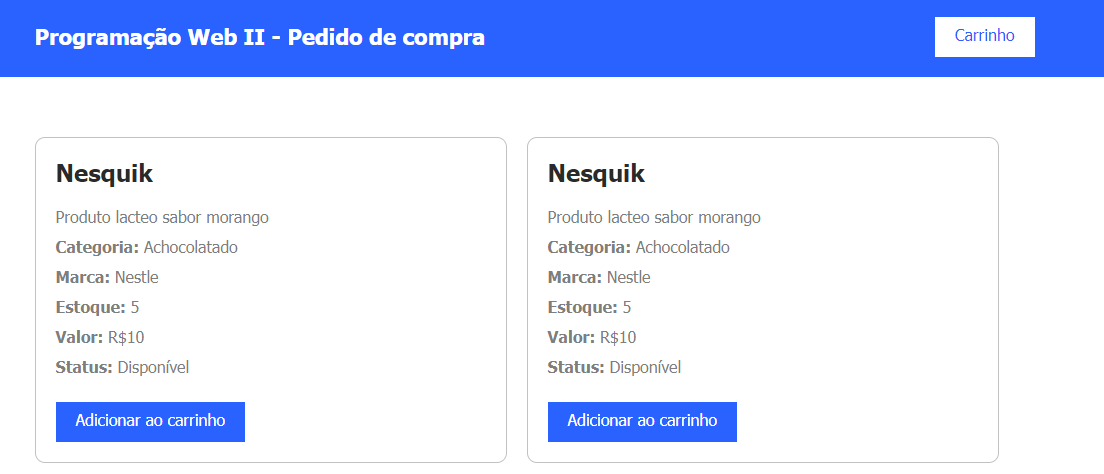 Programação Web II - Pedido de compra
Carrinho
Nesquik
Produto lacteo sabor morango
Categoria: Achocolatado
Marca: Nestle
Estoque: 5
Valor: R$10
Status: Disponível
Adicionar ao carrinho
Nesquik
Produto lacteo sabor morango
Categoria: Achocolatado
Marca: Nestle
Estoque: 5
Valor: R$10
Status: Disponível
Adicionar ao carrinho